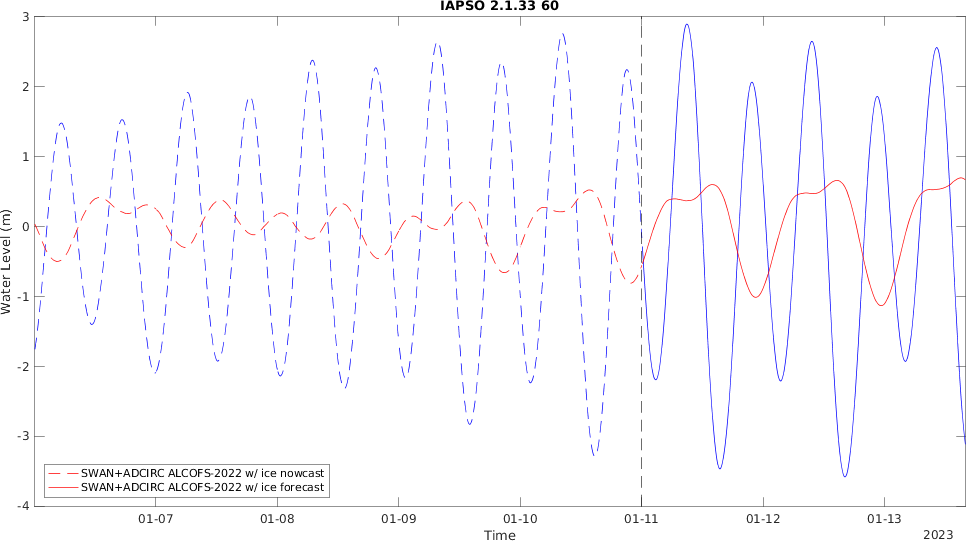 IAPSO 2.1.33 60
3
2
1
0
-1
-2
-3
-4
Water Level (m)
SWAN+ADCIRC ALCOFS-2022 w/ ice nowcast
SWAN+ADCIRC ALCOFS-2022 w/ ice forecast
01-07 01-08 01-09 01-10 01-11 01-12 01-13
Time
2023